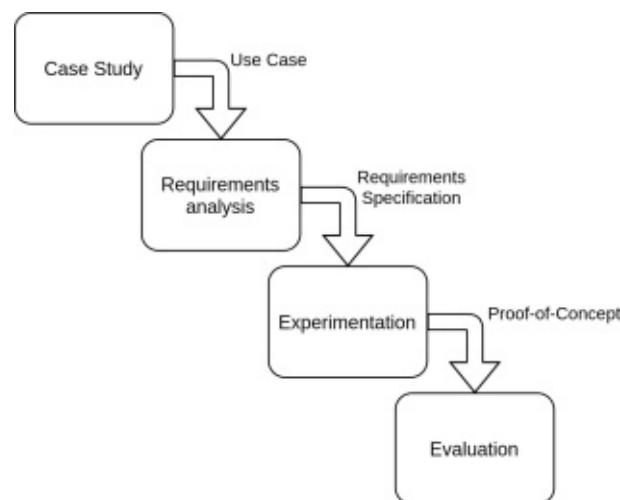 Case Study
Use Case
Requirements
analysis
Requirements
Specification
Experimentation
Proof-of-Concept
Evaluation